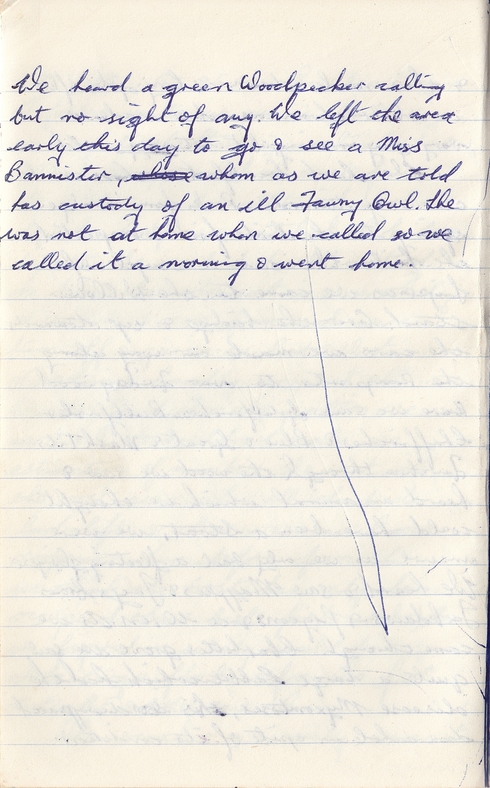 We heard a green Woodpecker calling
but no sight of any. We left the area
early this day to go & see a Miss
Bannister, whom as we are told
has custody of an ill Tawny Owl. She
was not at home when we called so we
called it a morning & went home.